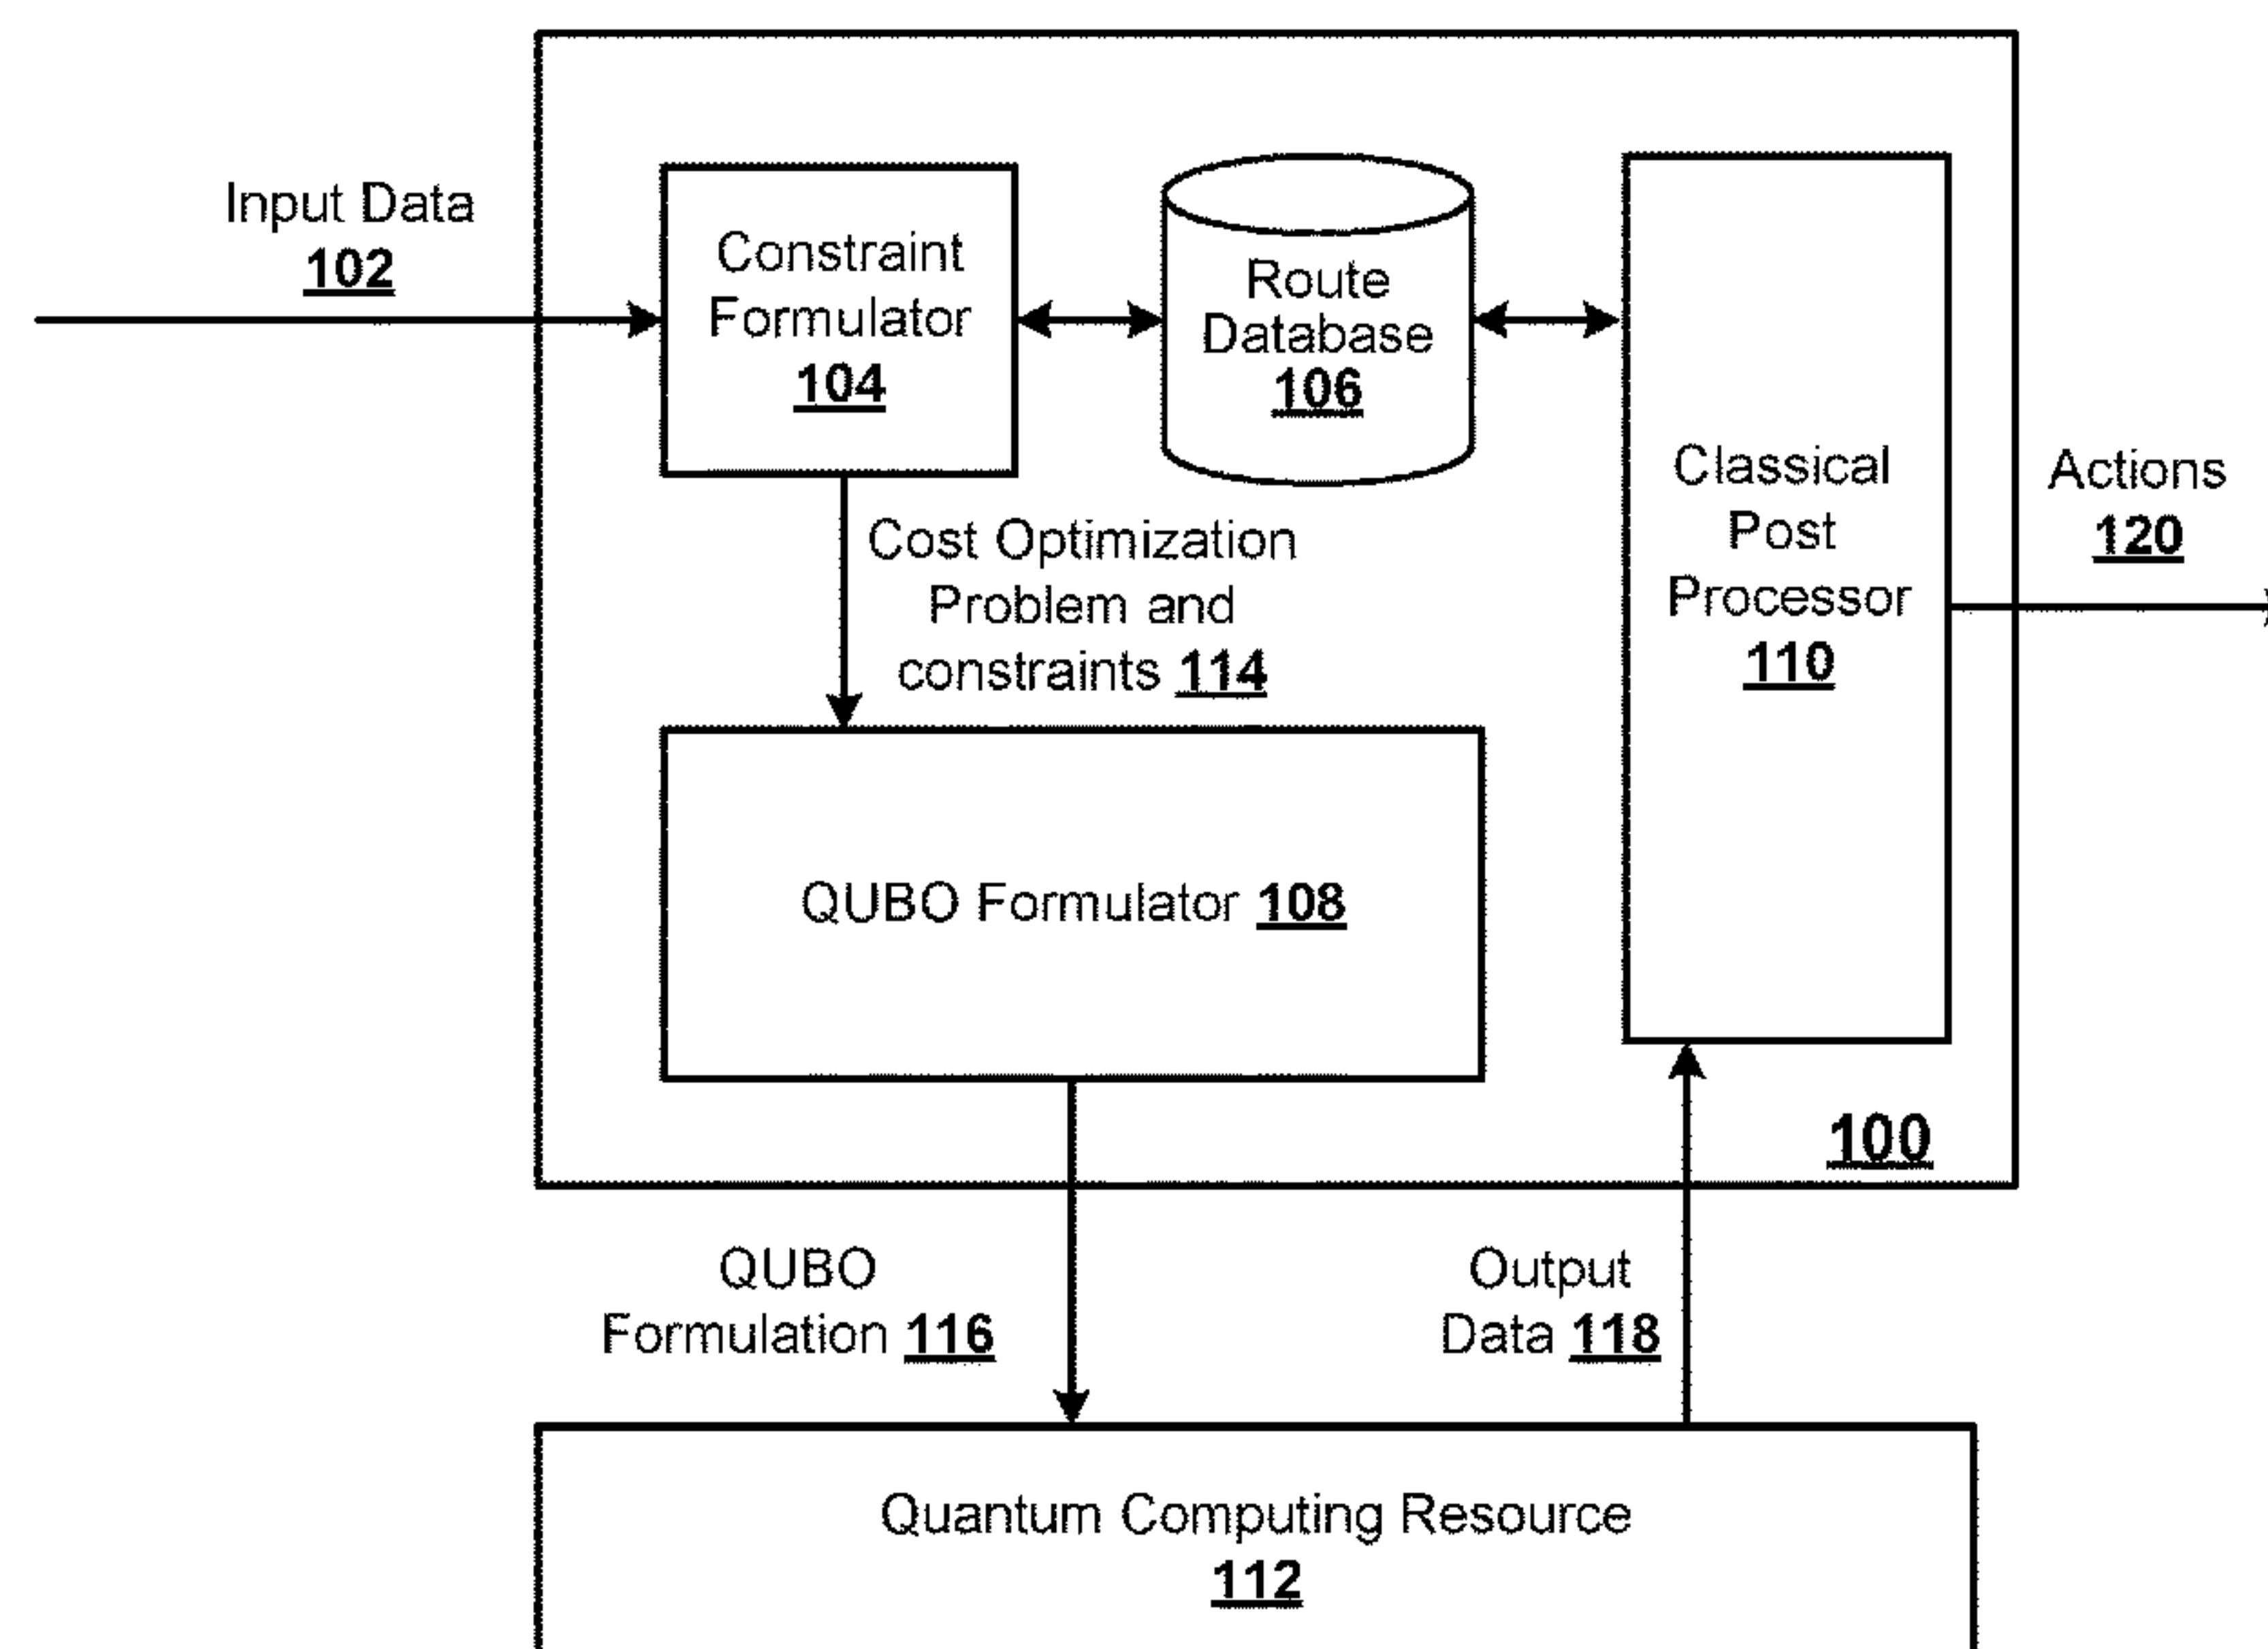 Input Data
102
Constraint
Formulator
104
Route
Database
106
Classical
Post
Processor
110
Actions
120
Cost Optimization
Problem and
constraints 114
QUBO Formulator 108
100
QUBO
Formulation 116
Output
Data 118
Quantum Computing Resource
112